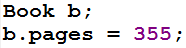 Book b;
b.pages = 355;